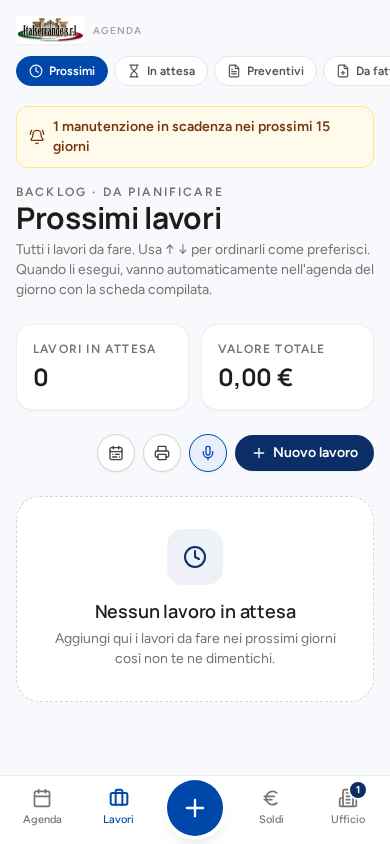 Italserrande s.r.l. AGENDA
Prossimi In attesa Preventivi Da fatt
1 manutenzione in scadenza nei prossimi 15
giorni
BACKLOG · DA PIANIFICARE
Prossimi lavori
Tutti i lavori da fare. Usa ↑ ↓ per ordinarli come preferisci.
Quando li esegui, vanno automaticamente nell'agenda del
giorno con la scheda compilata.
LAVORI IN ATTESA VALORE TOTALE
0 0,00 €
Nuovo lavoro
Nessun lavoro in attesa
Aggiungi qui i lavori da fare nei prossimi giorni
così non te ne dimentichi.
1
Agenda Lavori Soldi Ufficio